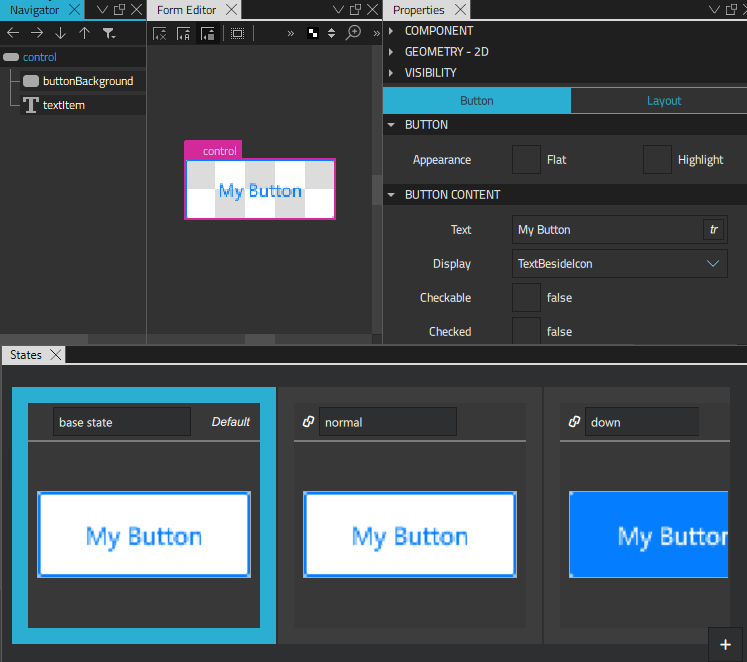 Navigator
Form Editor
Properties
control
buttonBackground
textItem
control
My Button
COMPONENT
GEOMETRY - 2D
VISIBILITY
Button
Layout
BUTTON
Appearance
Flat
Highlight
BUTTON CONTENT
Text
My Button
tr
Display
TextBesideIcon
Checkable
false
Checked
false
States
base state
Default
normal
down
My Button
My Button
My Button